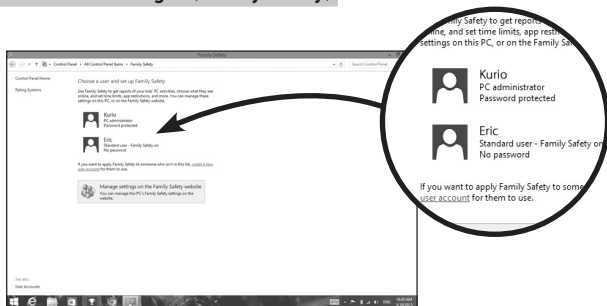 Family Safety
Control Panel ▸ All Control Panel Items ▸ Family Safety
Search Control Panel
Control Panel Home
Rating Systems
Choose a user and set up Family Safety
Use Family Safety to get reports of your kids' PC activities, choose what they see
online, and set time limits, app restrictions, and more. You can manage these
settings on this PC, or on the Family Safety website.
Kurio
PC administrator
Password protected
Eric
Standard user - Family Safety on
No password
If you want to apply Family Safety to someone who isn't in this list, create a new
user account for them to use.
Manage settings on the Family Safety website
You can manage this PC's Family Safety settings on the
website.
See also
User Accounts
ENG
10:20 AM
Safety to get reports
and set time limits, app
settings on this PC, or on the Family
Kurio
PC administrator
Password protected
Eric
Standard user - Family Safety on
No password
If you want to apply Family Safety to
user account for them to use.